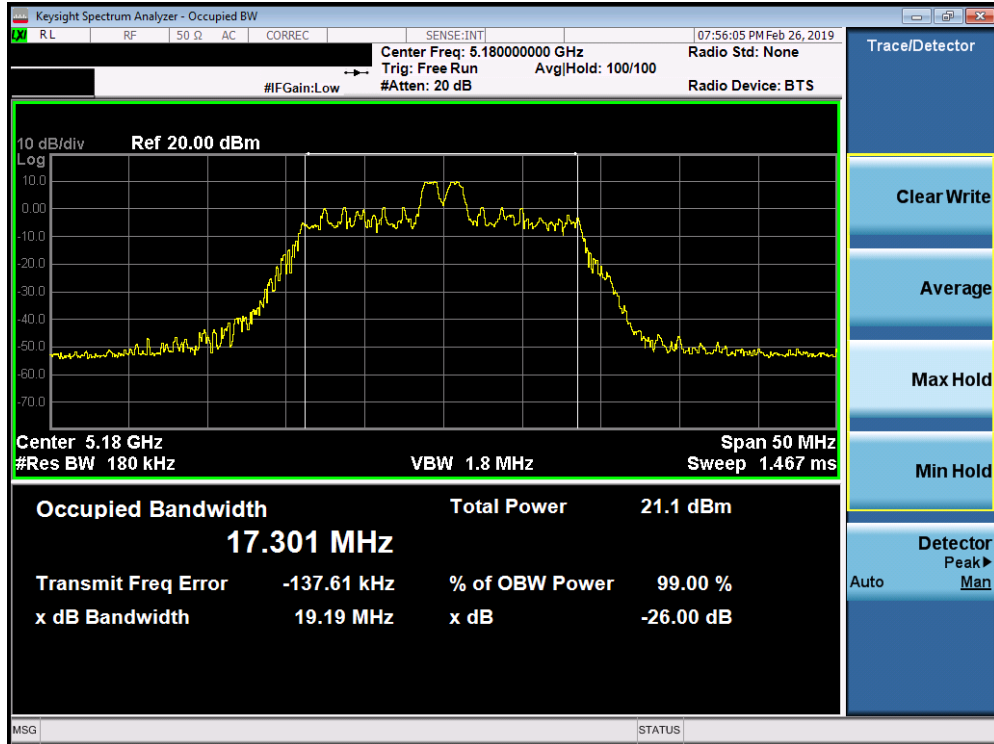 Keysight Spectrum Analyzer - Occupied BW
LXI RL RF 50 Ω AC CORREC SENSE:INT 07:56:05 PM Feb 26, 2019
Center Freq: 5.180000000 GHz Radio Std: None
Trig: Free Run Avg|Hold: 100/100
#IFGain:Low #Atten: 20 dB Radio Device: BTS
10 dB/div Ref 20.00 dBm
Log
10.0
0.00
-10.0
-20.0
-30.0
-40.0
-50.0
-60.0
-70.0
Center 5.18 GHz Span 50 MHz
#Res BW 180 kHz VBW 1.8 MHz Sweep 1.467 ms
Occupied Bandwidth Total Power 21.1 dBm
17.301 MHz
Transmit Freq Error -137.61 kHz % of OBW Power 99.00 %
x dB Bandwidth 19.19 MHz x dB -26.00 dB
MSG STATUS
Trace/Detector
Clear Write
Average
Max Hold
Min Hold
Detector
Peak▶
Auto Man